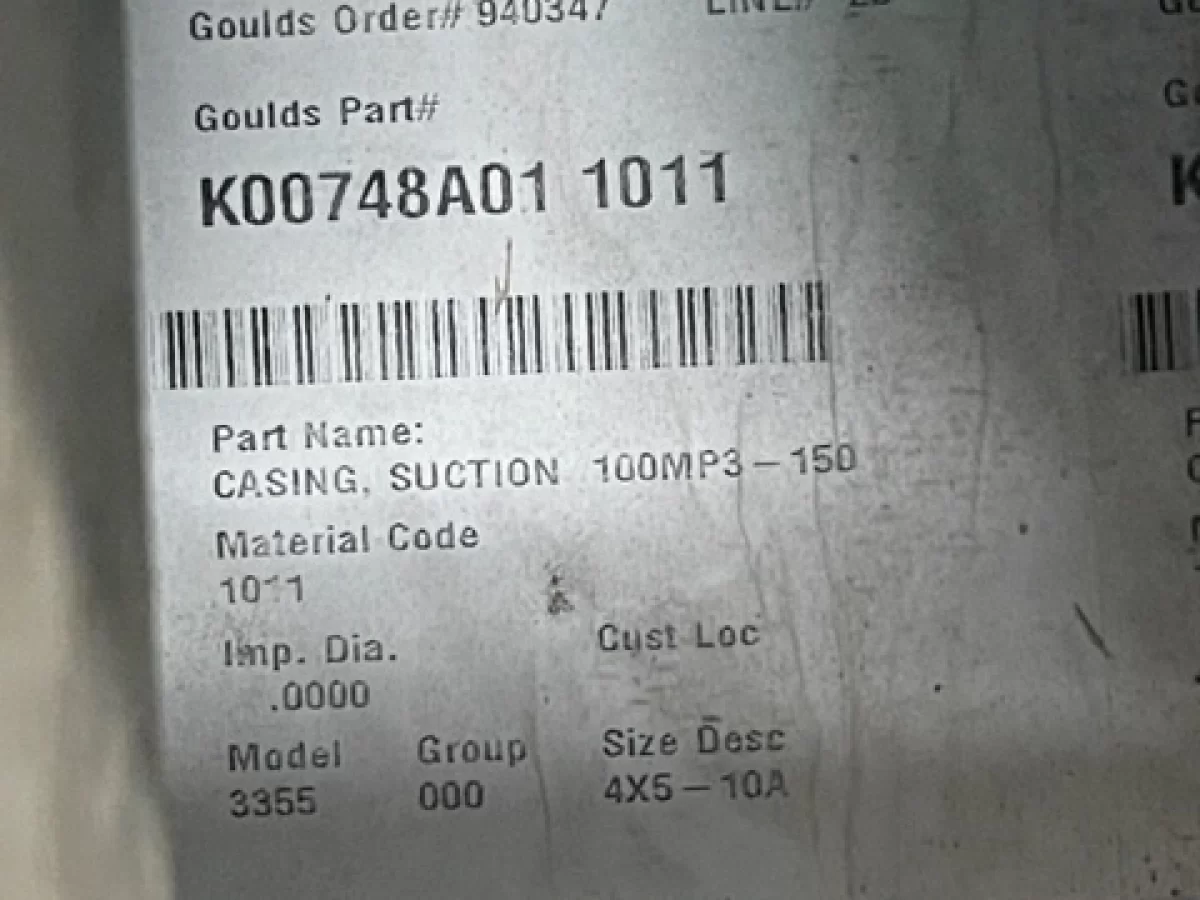 Goulds Order# 940347 LINE#
Goulds Part#
K00748A01 1011
Part Name:
CASING, SUCTION 100MP3-150
Material Code
1011
Imp. Dia. Cust Loc
.0000
Model Group Size Desc
3355 000 4X5-10A